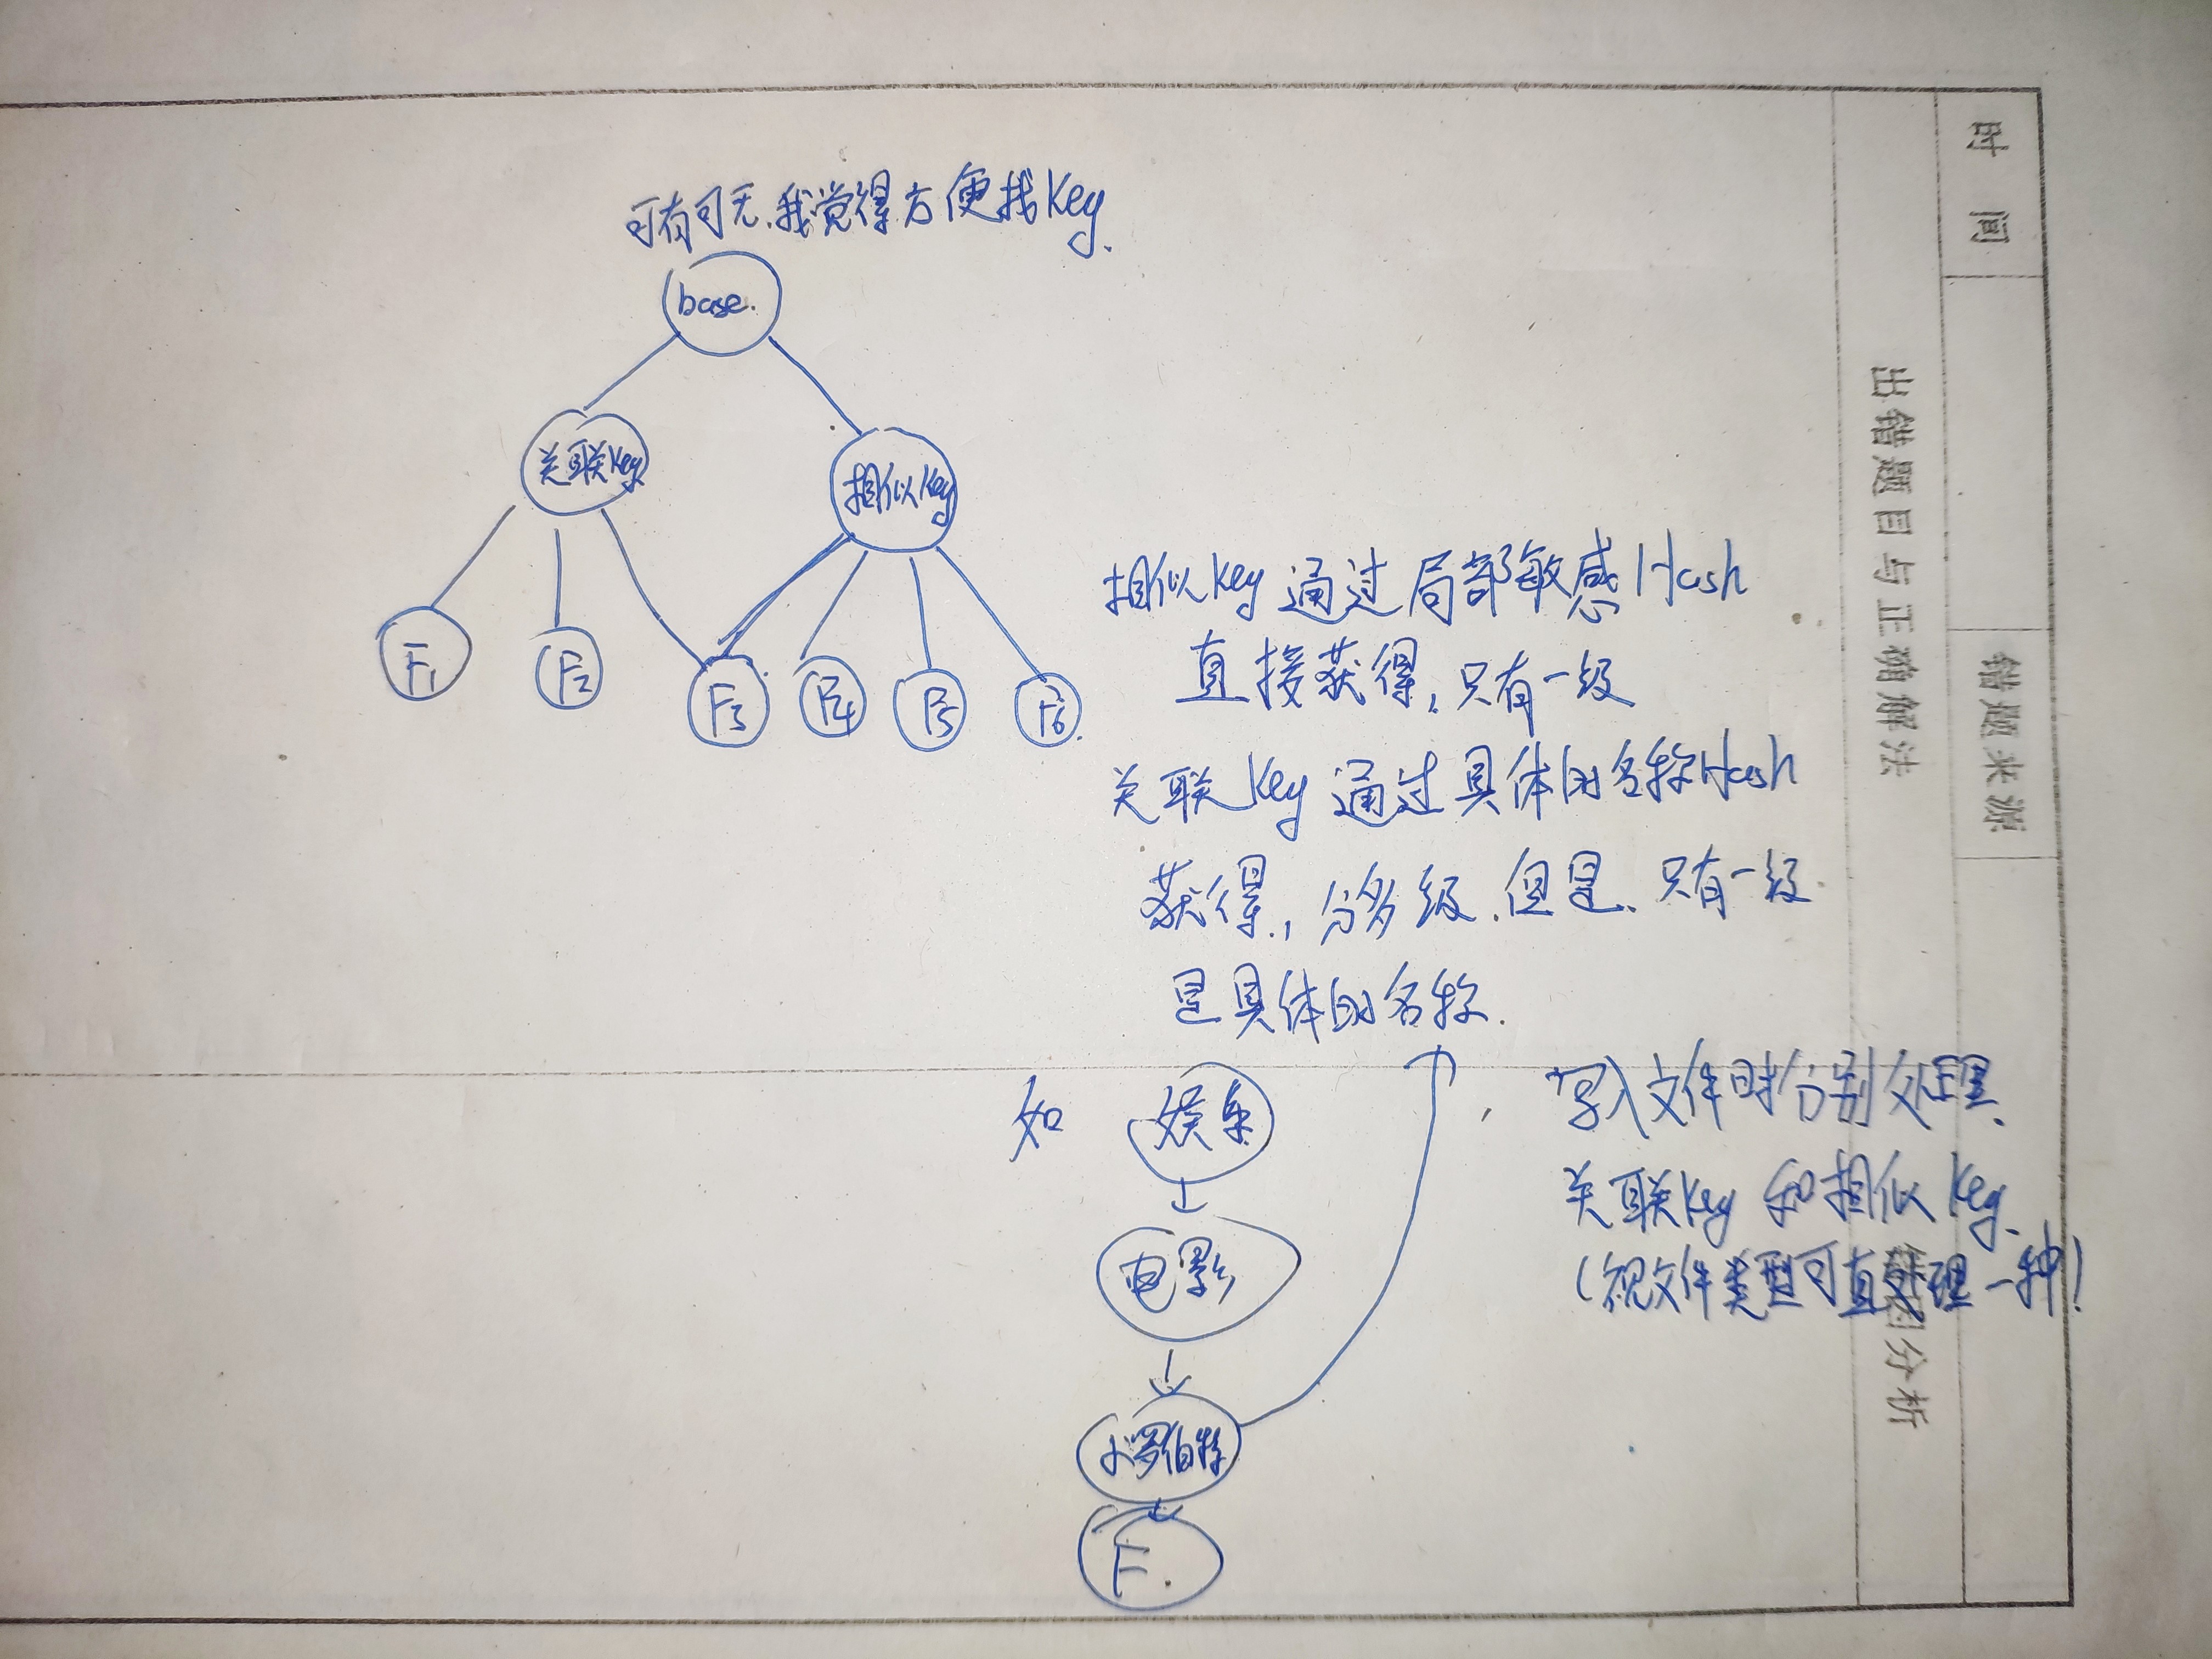 可有可无.我觉得方便找Key.
base.
关联Key
相似Key
F1
F2
F3
F4
F5
F6.
相似Key通过局部敏感Hash
直接获得,只有一级
关联Key通过具体的名称Hash
获得,分多级.但是、只有一级.
是具体的名称.
如
娱乐
电影
小罗伯特
F.
写入文件时分别处理.
关联Key和相似Key.
(视文件类型可直处理一种!
时间
出错题目与正确解法
错题来源
分析